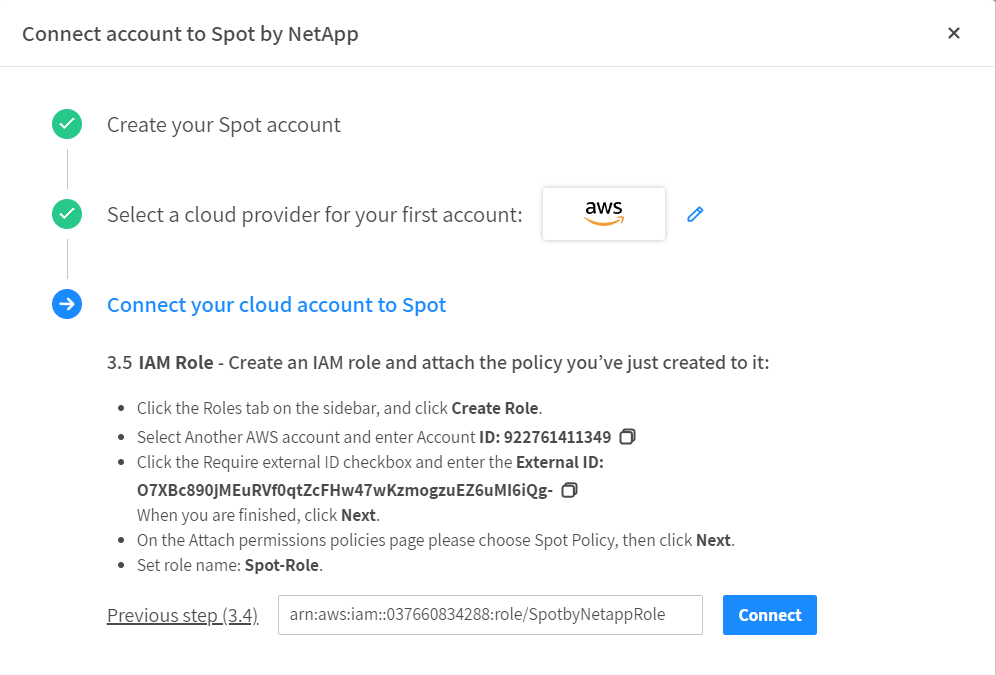 Connect account to Spot by NetApp
Create your Spot account
Select a cloud provider for your first account:
aws
Connect your cloud account to Spot
3.5 IAM Role - Create an IAM role and attach the policy you’ve just created to it:
Click the Roles tab on the sidebar, and click Create Role.
Select Another AWS account and enter Account ID: 922761411349
Click the Require external ID checkbox and enter the External ID:
O7XBc890jMEuRVf0qtZcFHw47wKzmogzuEZ6uMI6iQg-
When you are finished, click Next.
On the Attach permissions policies page please choose Spot Policy, then click Next.
Set role name: Spot-Role.
Previous step (3.4)
arn:aws:iam::037660834288:role/SpotbyNetappRole
Connect